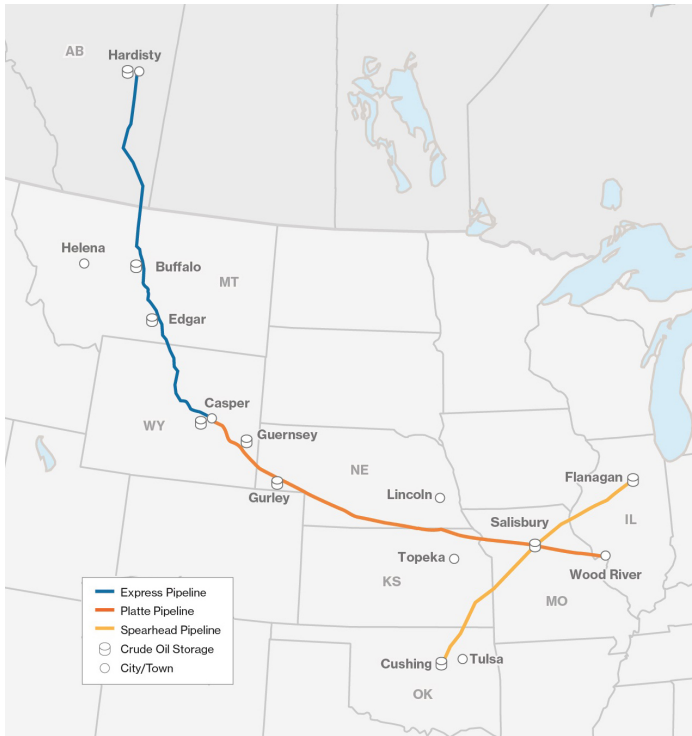 AB
Hardisty
Helena
Buffalo
MT
Edgar
Casper
WY
Guernsey
NE
Gurley
Lincoln
Flanagan
Salisbury
IL
Topeka
Wood River
KS
MO
Cushing
Tulsa
OK
Express Pipeline
Platte Pipeline
Spearhead Pipeline
Crude Oil Storage
City/Town